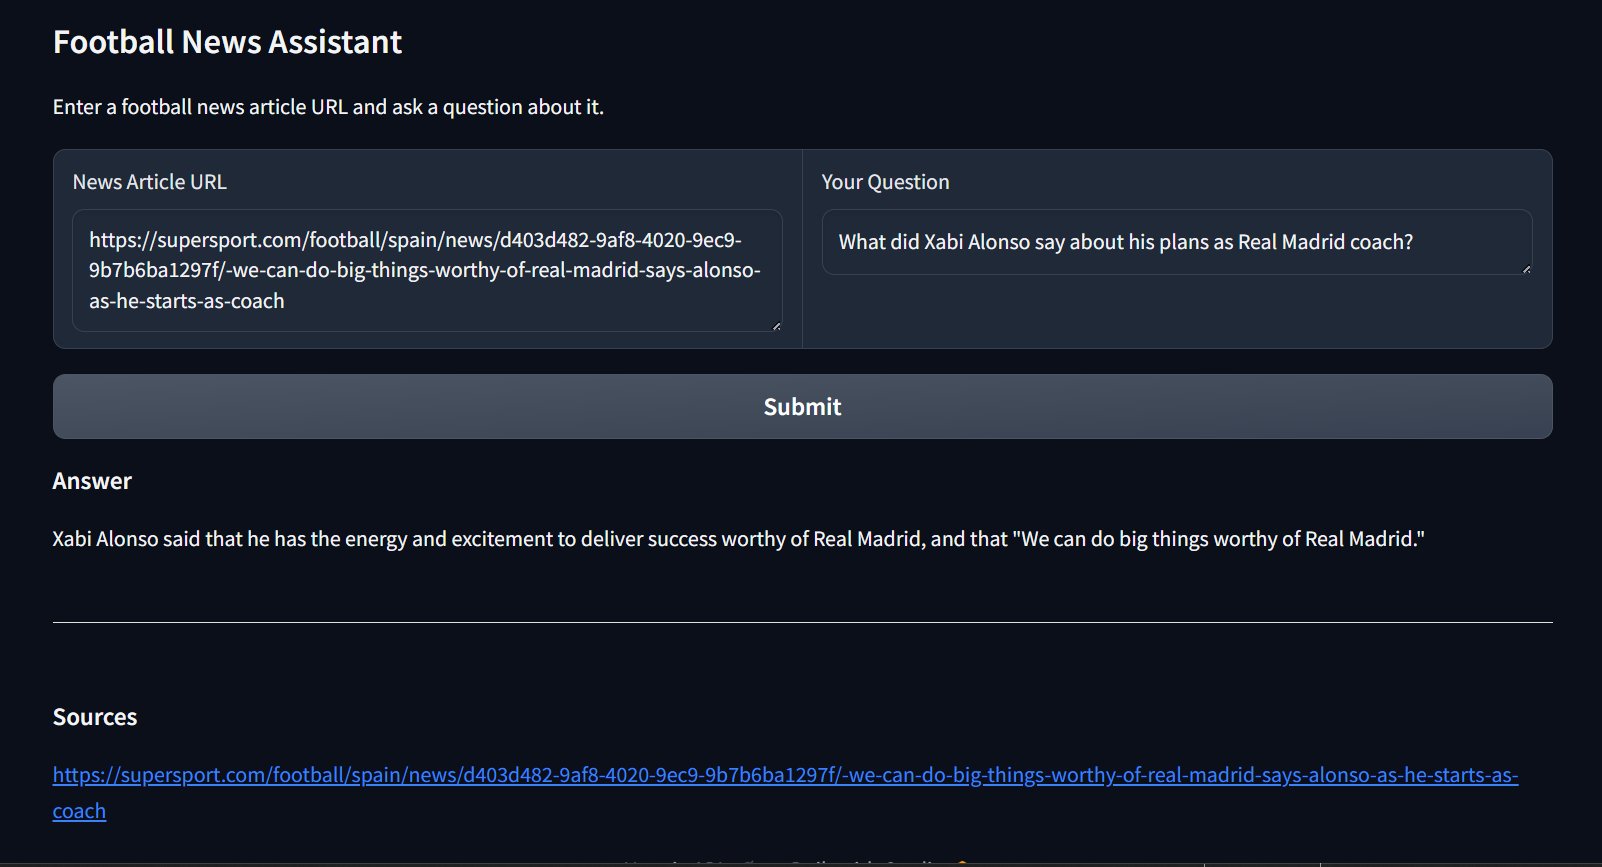 Football News Assistant
Enter a football news article URL and ask a question about it.
News Article URL
https://supersport.com/football/spain/news/d403d482-9af8-4020-9ec9-
9b7b6ba1297f/-we-can-do-big-things-worthy-of-real-madrid-says-alonso-
as-he-starts-as-coach
Your Question
What did Xabi Alonso say about his plans as Real Madrid coach?
Submit
Answer
Xabi Alonso said that he has the energy and excitement to deliver success worthy of Real Madrid, and that "We can do big things worthy of Real Madrid."
Sources
https://supersport.com/football/spain/news/d403d482-9af8-4020-9ec9-9b7b6ba1297f/-we-can-do-big-things-worthy-of-real-madrid-says-alonso-as-he-starts-as-
coach